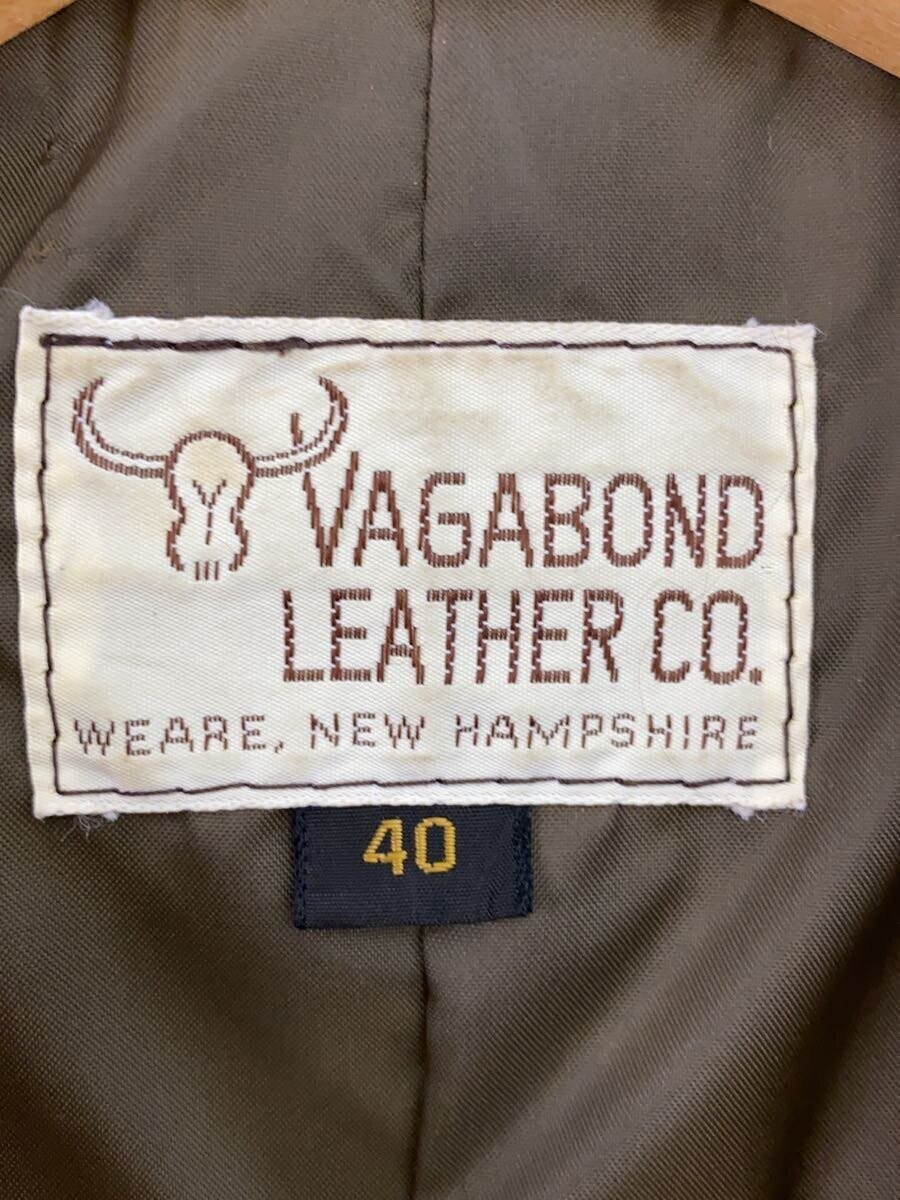 VAGABOND
LEATHER CO.
WEARE, NEW HAMPSHIRE
40